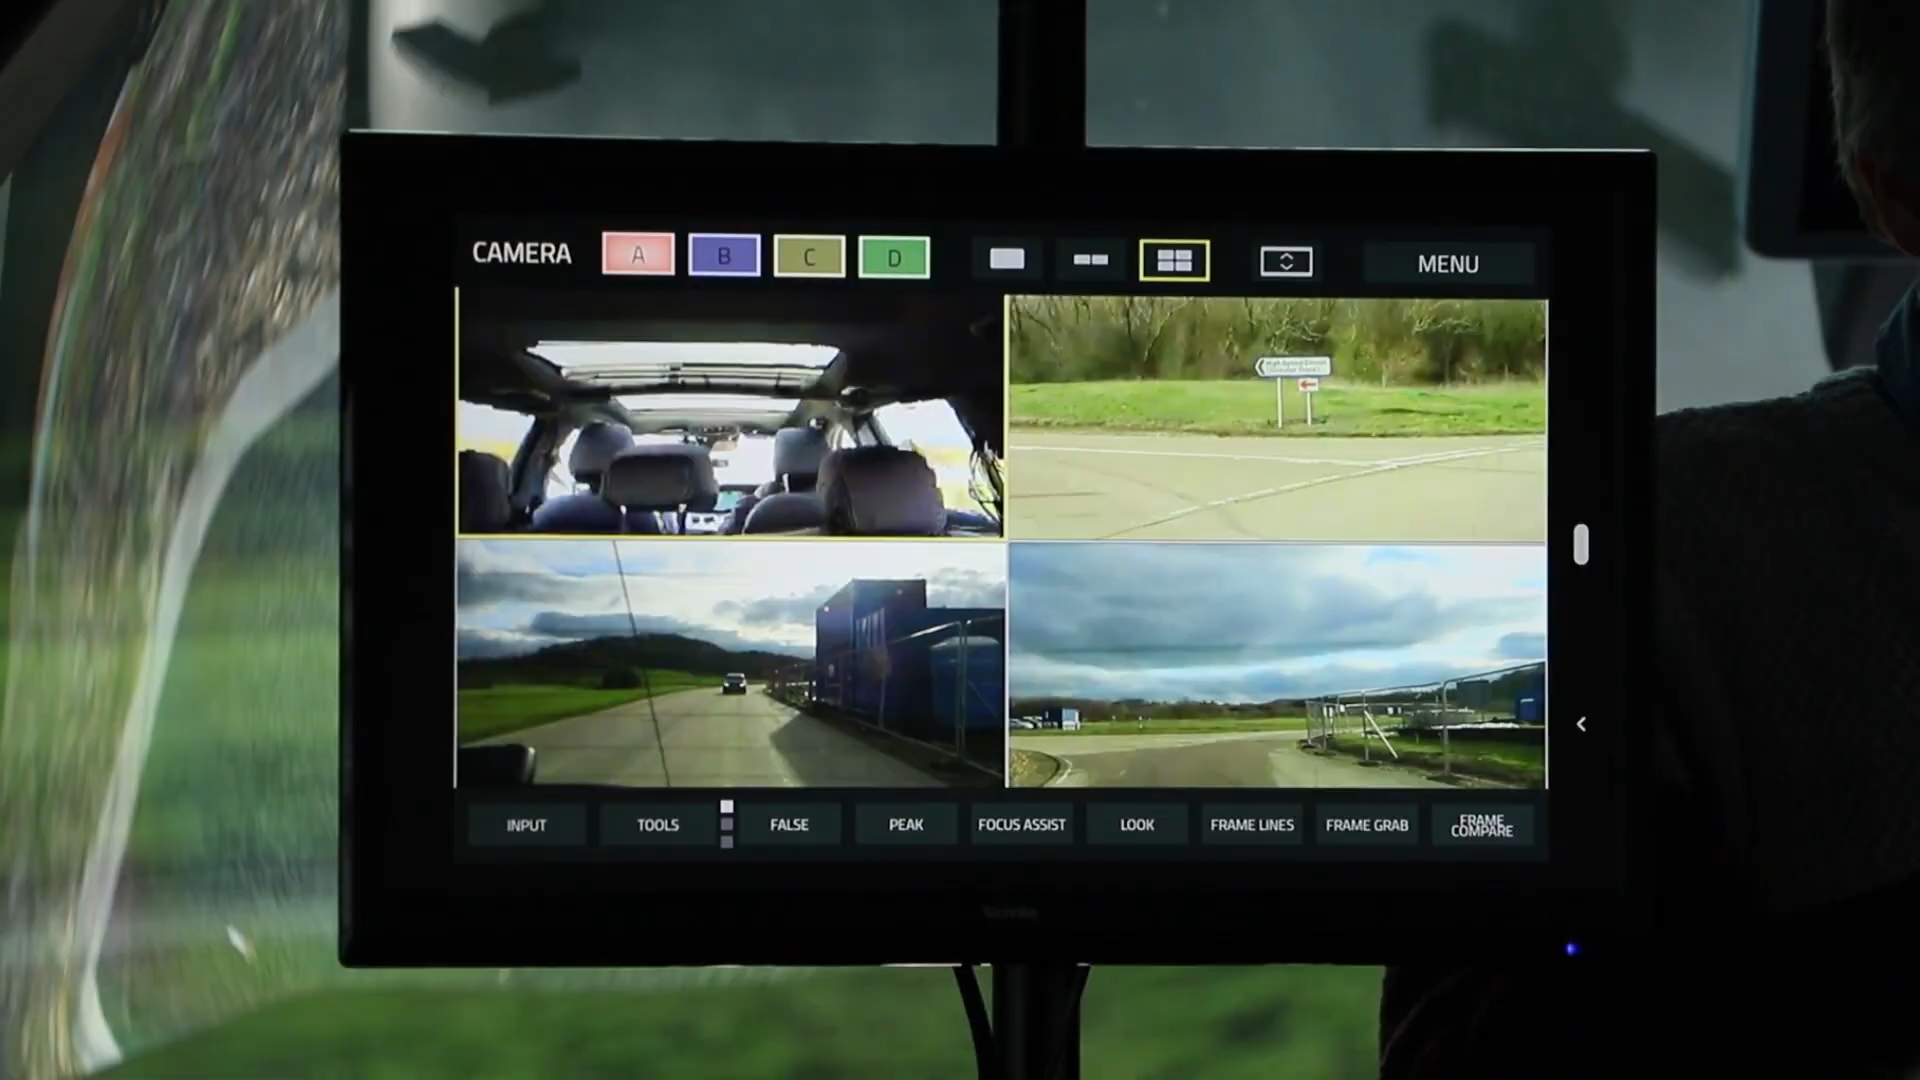 CAMERA
A
B
C
D
MENU
INPUT
TOOLS
FALSE
PEAK
FOCUS ASSIST
LOOK
FRAME LINES
FRAME GRAB
FRAME
COMPARE